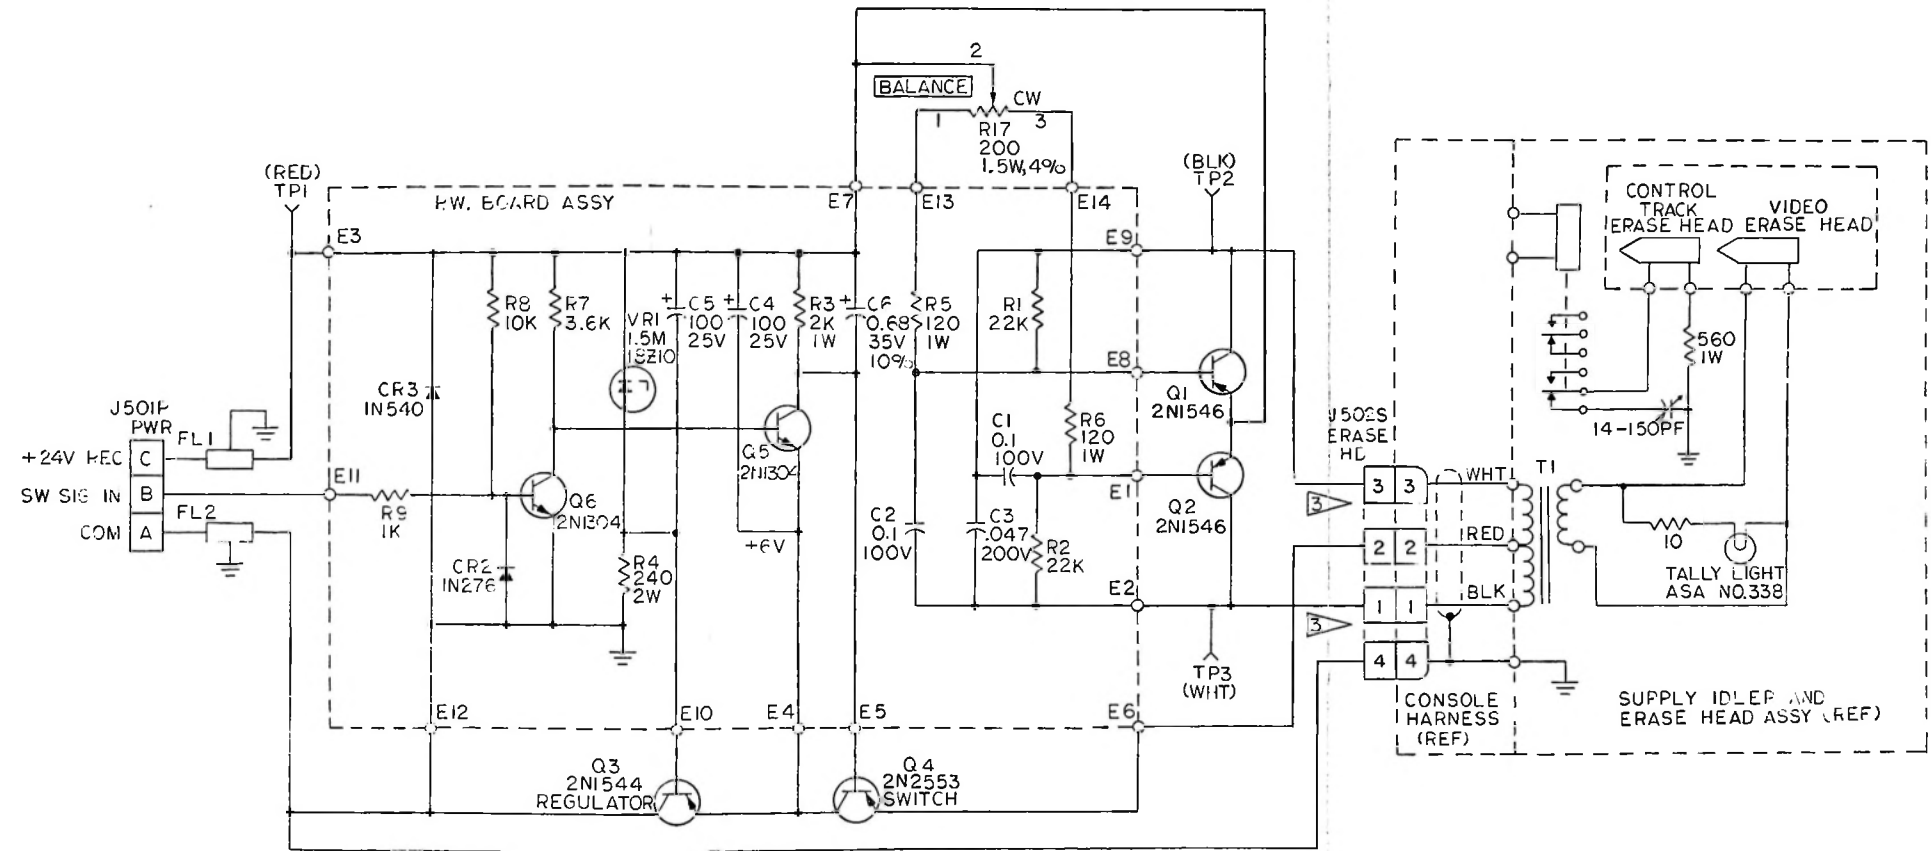 2
BALANCE
CW
1
3
R17
200
1.5W, 4%
(RED)
TP1
(BLK)
TP2
BOARD ASSY
E7
E13
E14
E3
E9
CONTROL
TRACK
ERASE HEAD
VIDEO
ERASE HEAD
R8
10K
R7
3.6K
VR1
1.5M
18Z10
+
C5
100
25V
+
C4
100
25V
R3
2K
1W
+
C6
0.68
35V
10%
R5
120
1W
R1
22K
E8
Q1
2N1546
560
1W
14-150PF
CR3
1N540
J501P
PWR
FL1
+24V REC
C
SW SIG IN
B
COM
A
FL2
E11
R9
1K
Q6
2N1304
Q5
2N1304
CR2
1N276
R4
240
2W
+6V
C1
0.1
100V
R6
120
1W
E1
Q2
2N1546
C2
0.1
100V
C3
.047
200V
R2
22K
E2
J502S
ERASE
HD
3
3
3
WHT
T1
2
2
RED
1
1
BLK
3
4
4
10
TALLY LIGHT
ASA NO.338
TP3
(WHT)
E12
E10
E4
E5
E6
CONSOLE
HARNESS
(REF)
SUPPLY IDLER AND
ERASE HEAD ASSY (REF)
Q3
2N1544
REGULATOR
Q4
2N2553
SWITCH